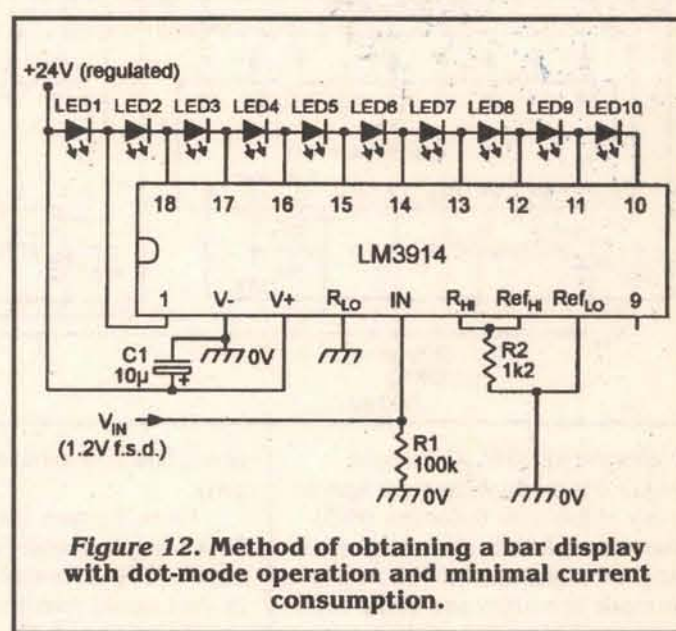 +24V (regulated)
LED1 LED2 LED3 LED4 LED5 LED6 LED7 LED8 LED9 LED10
18 17 16 15 14 13 12 11 10
LM3914
1 V- V+ RLO IN RHI RefHI RefLO 9
C1
10µ
+
0V
R2
1k2
VIN
(1.2V f.s.d.)
R1
100k
0V
0V
Figure 12. Method of obtaining a bar display
with dot-mode operation and minimal current
consumption.